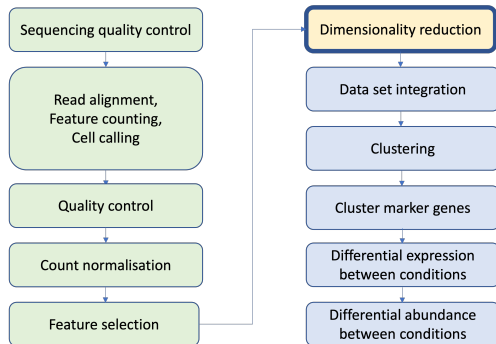 Sequencing quality control
Read alignment,
Feature counting,
Cell calling
Quality control
Count normalisation
Feature selection
Dimensionality reduction
Data set integration
Clustering
Cluster marker genes
Differential expression
between conditions
Differential abundance
between conditions